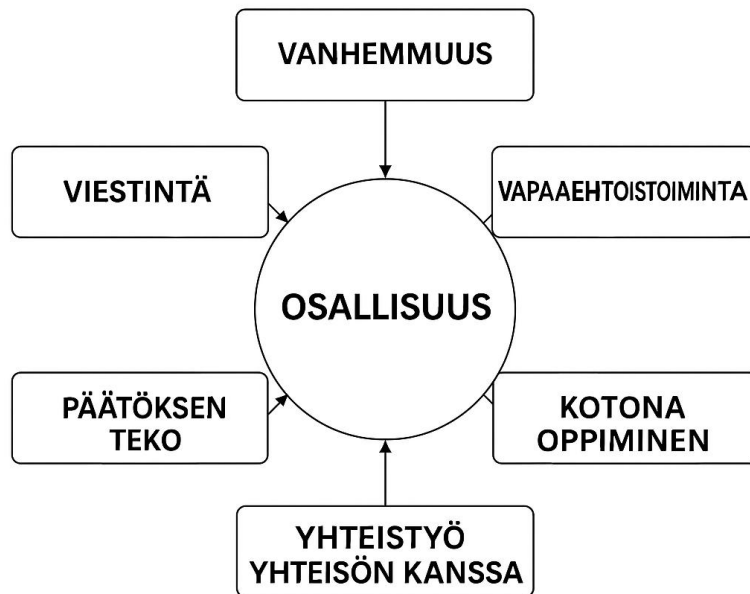 VANHEMMUUS
VIESTINTÄ
VAPAAEHTOISTOIMINTA
OSALLISUUS
PÄÄTÖKSEN
TEKO
KOTONA
OPPIMINEN
YHTEISTYÖ
YHTEISÖN KANSSA